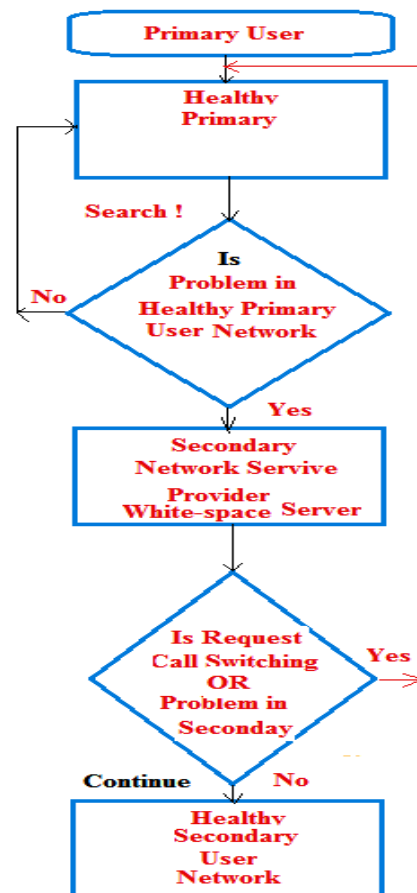 Primary User
Healthy
Primary
Search !
Is
Problem in
Healthy Primary
User Network
No
Yes
Secondary
Network Servive
Provider
White-space Server
Is Request
Call Switching
OR
Problem in
Seconday
Yes
Continue
No
Healthy
Secondary
User
Network